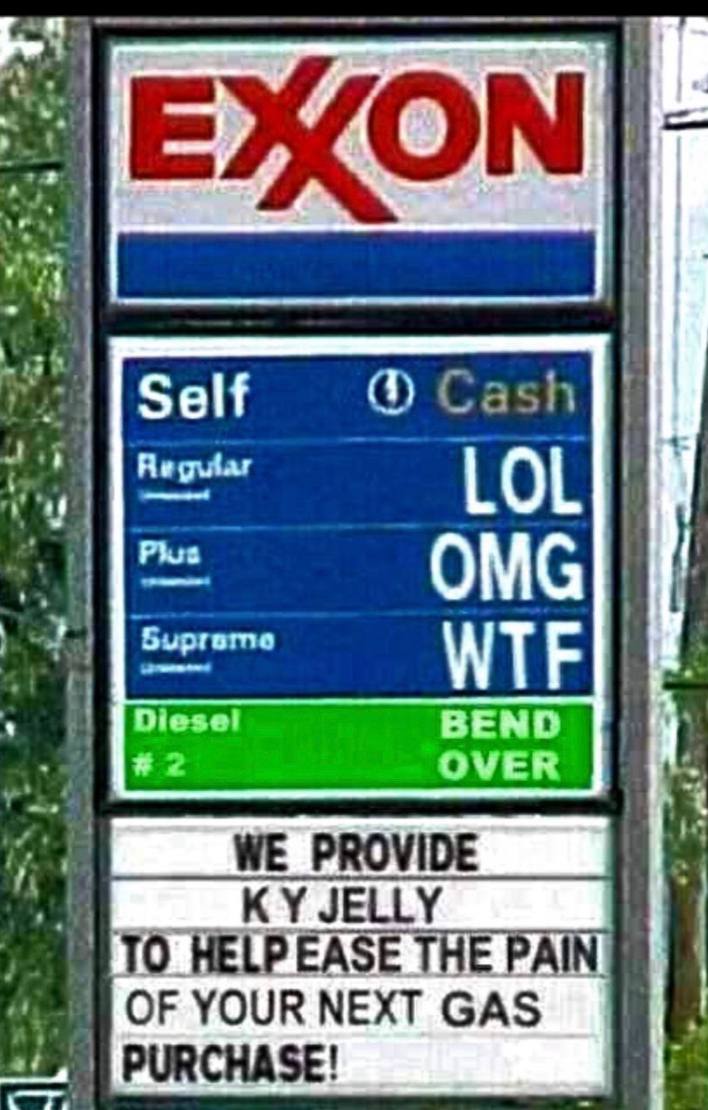 EXXON
Self Cash
Regular LOL
Plus OMG
Supreme WTF
Diesel BEND
# 2 OVER
WE PROVIDE
K Y JELLY
TO HELP EASE THE PAIN
OF YOUR NEXT GAS
PURCHASE!